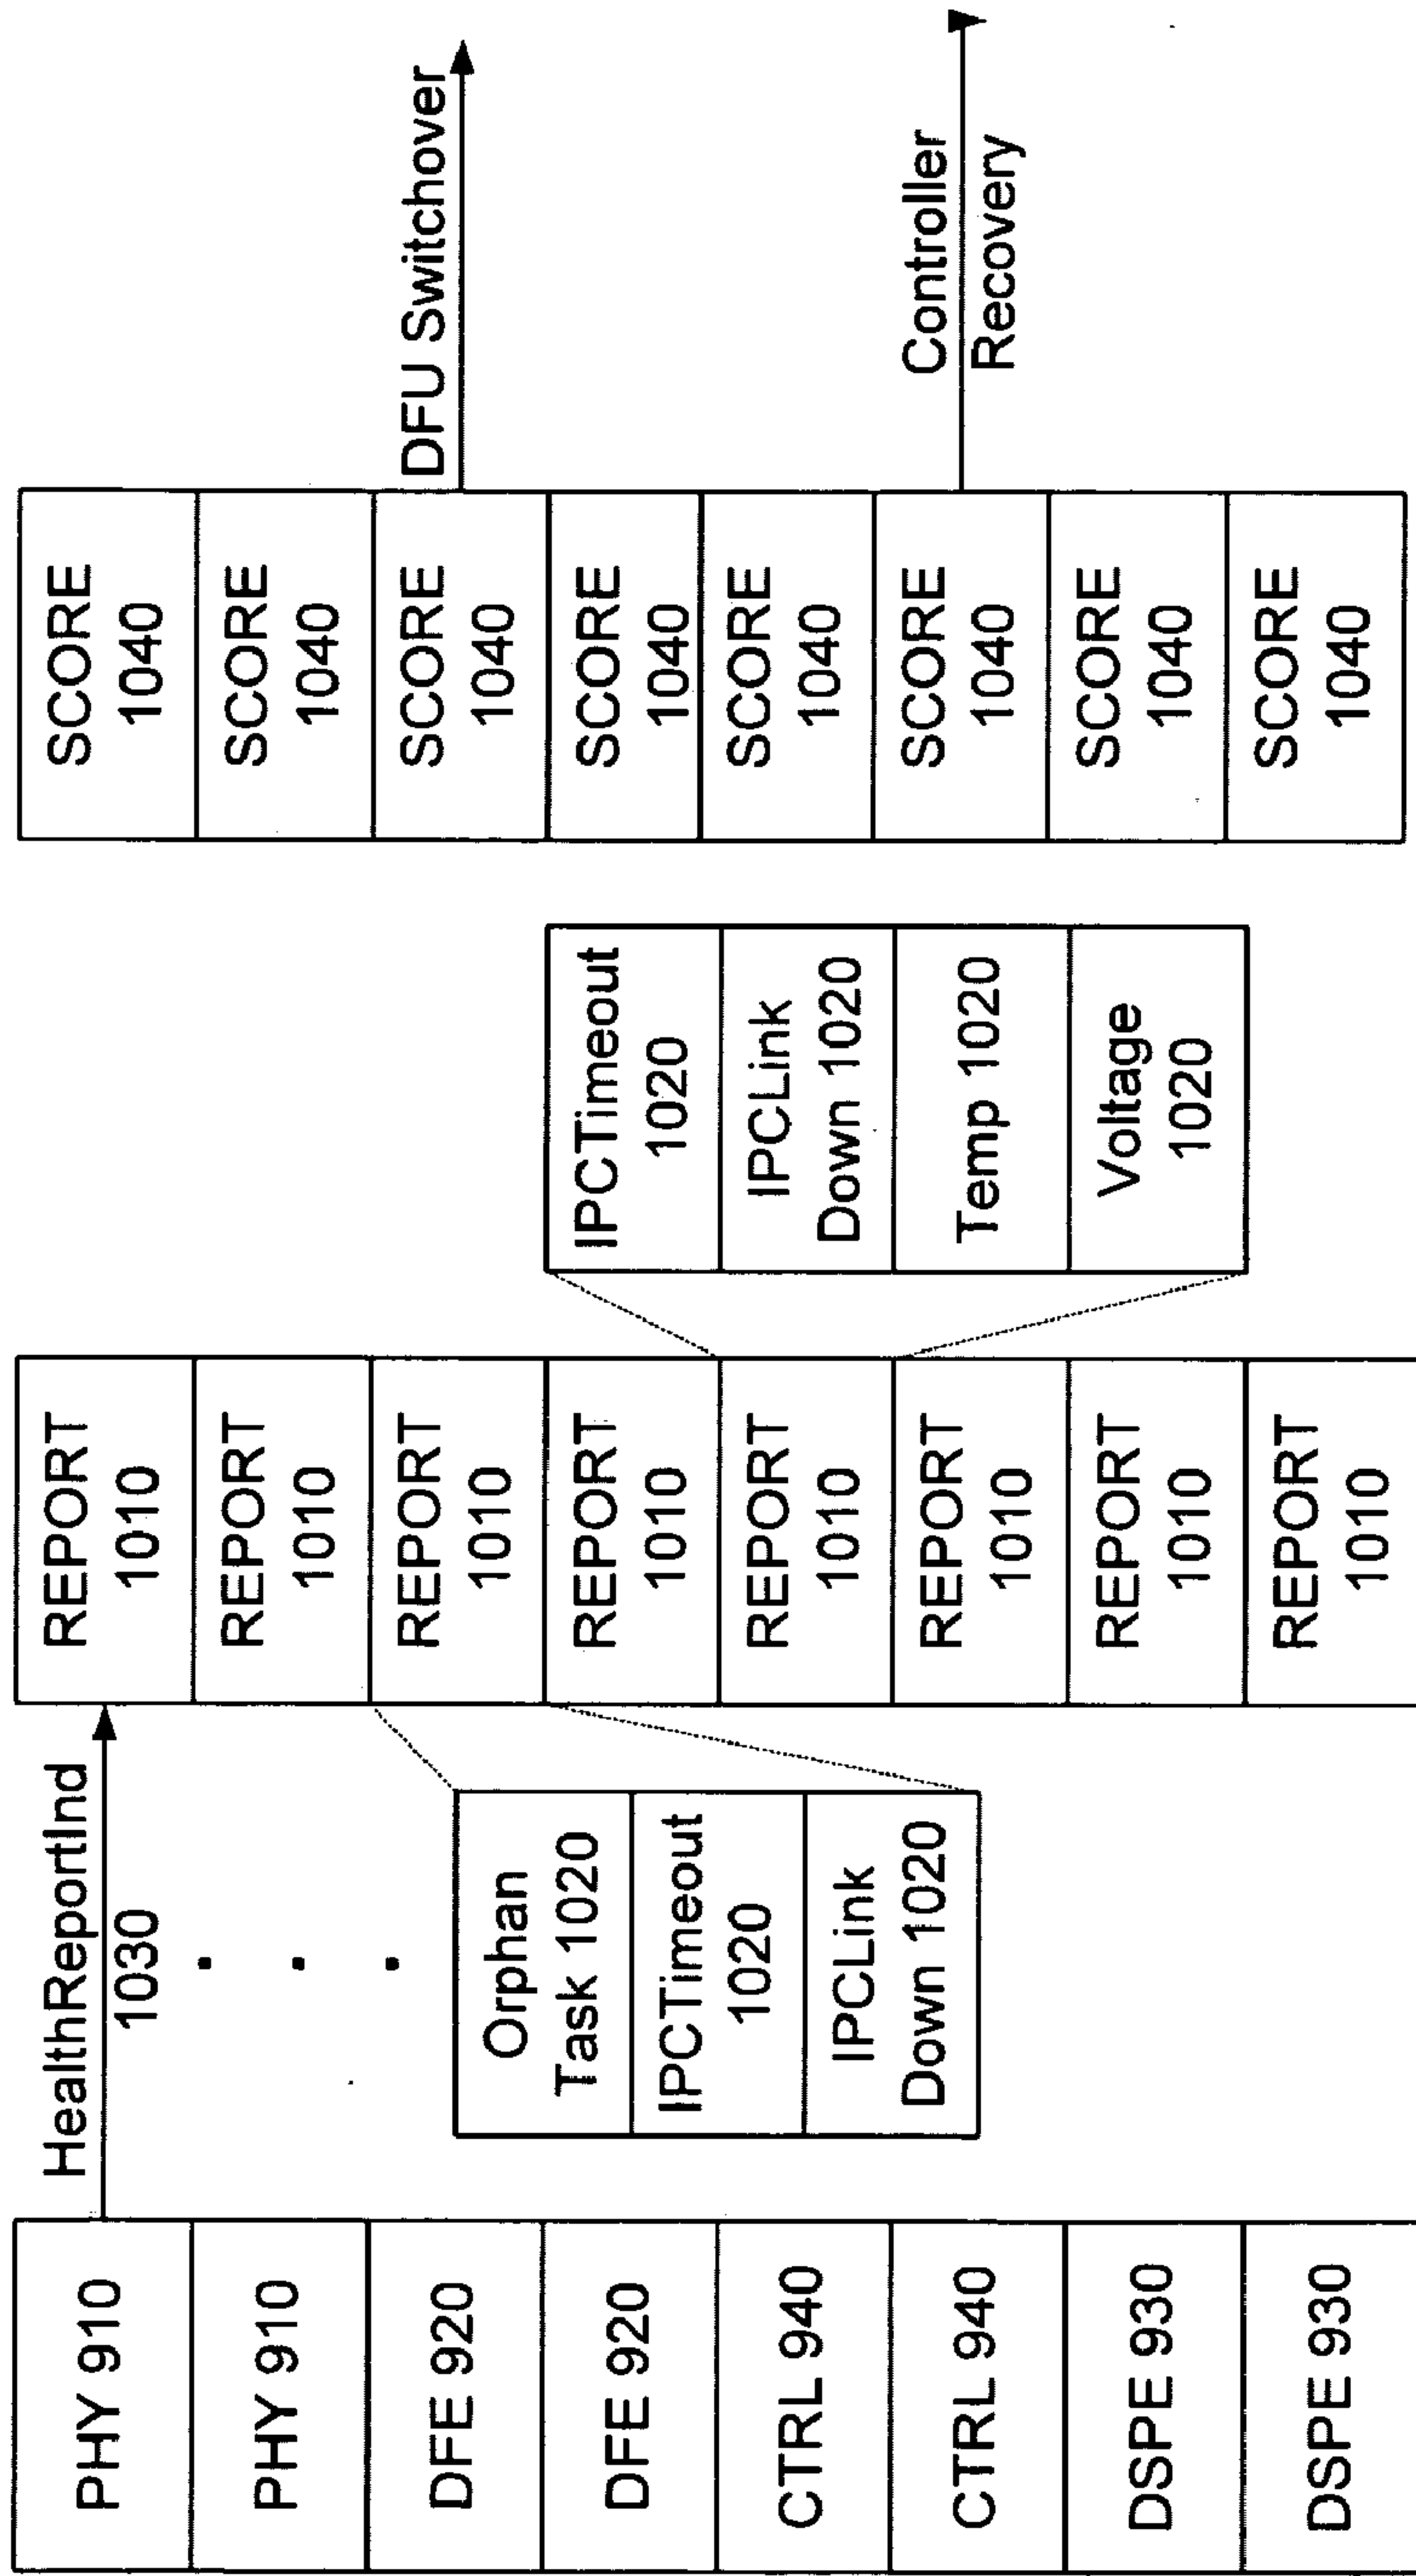 PHY 910
PHY 910
DFE 920
DFE 920
CTRL 940
CTRL 940
DSPE 930
DSPE 930
HealthReportInd
1030
Orphan
Task 1020
IPCTimeout
1020
IPCLink
Down 1020
REPORT
1010
REPORT
1010
REPORT
1010
REPORT
1010
REPORT
1010
REPORT
1010
REPORT
1010
REPORT
1010
IPCTimeout
1020
IPCLink
Down 1020
Temp 1020
Voltage
1020
SCORE
1040
SCORE
1040
SCORE
1040
SCORE
1040
SCORE
1040
SCORE
1040
SCORE
1040
SCORE
1040
DFU Switchover
Controller
Recovery